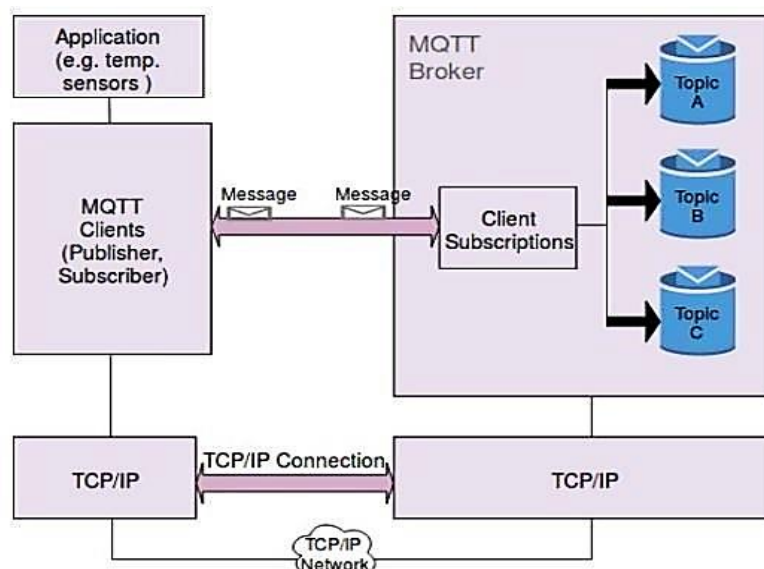 Application
(e.g. temp.
sensors )
MQTT
Clients
(Publisher,
Subscriber)
Message
Message
MQTT
Broker
Client
Subscriptions
Topic
A
Topic
B
Topic
C
TCP/IP
TCP/IP Connection
TCP/IP
TCP/IP
Network